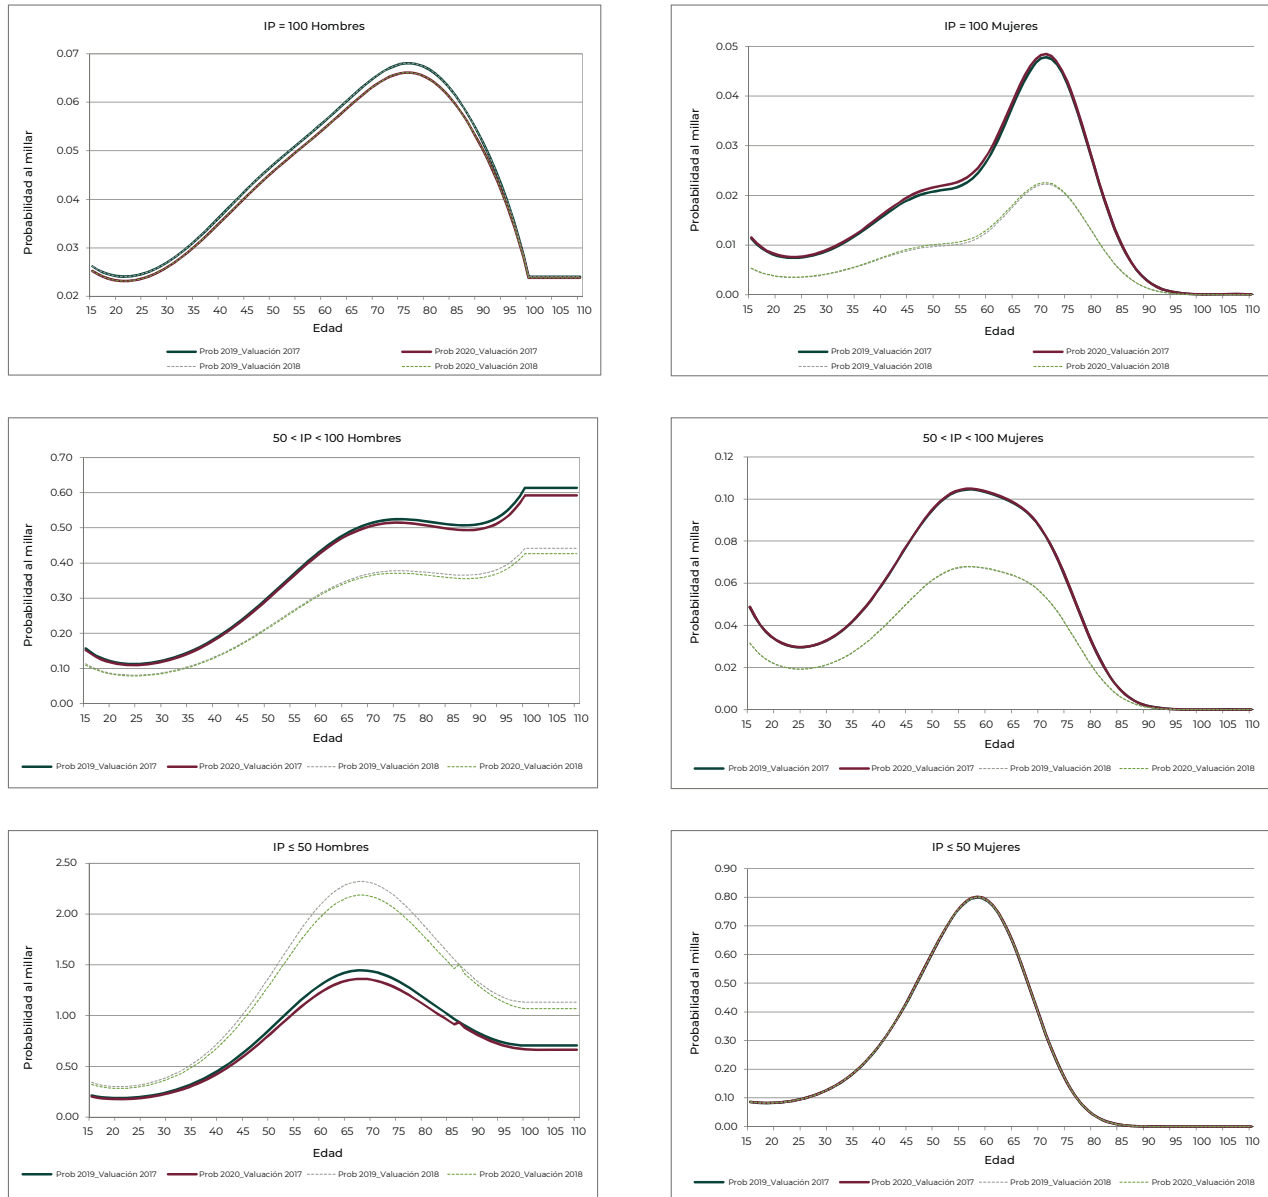 IP = 100 Hombres
Probabilidad al millar
0.07
0.06
0.05
0.04
0.03
0.02
15 20 25 30 35 40 45 50 55 60 65 70 75 80 85 90 95 100 105 110
Edad
Prob 2019_Valuación 2017 Prob 2020_Valuación 2017
Prob 2019_Valuación 2018 Prob 2020_Valuación 2018
IP = 100 Mujeres
Probabilidad al millar
0.05
0.04
0.03
0.02
0.01
0.00
15 20 25 30 35 40 45 50 55 60 65 70 75 80 85 90 95 100 105 110
Edad
Prob 2019_Valuación 2017 Prob 2020_Valuación 2017
Prob 2019_Valuación 2018 Prob 2020_Valuación 2018
50 < IP < 100 Hombres
Probabilidad al millar
0.70
0.60
0.50
0.40
0.30
0.20
0.10
0.00
15 20 25 30 35 40 45 50 55 60 65 70 75 80 85 90 95 100 105 110
Edad
Prob 2019_Valuación 2017 Prob 2020_Valuación 2017 Prob 2019_Valuación 2018 Prob 2020_Valuación 2018
50 < IP < 100 Mujeres
Probabilidad al millar
0.12
0.10
0.08
0.06
0.04
0.02
0.00
15 20 25 30 35 40 45 50 55 60 65 70 75 80 85 90 95 100 105 110
Edad
Prob 2019_Valuación 2017 Prob 2020_Valuación 2017 Prob 2019_Valuación 2018 Prob 2020_Valuación 2018
IP ≤ 50 Hombres
Probabilidad al millar
2.50
2.00
1.50
1.00
0.50
0.00
15 20 25 30 35 40 45 50 55 60 65 70 75 80 85 90 95 100 105 110
Edad
Prob 2019_Valuación 2017 Prob 2020_Valuación 2017 Prob 2019_Valuación 2018 Prob 2020_Valuación 2018
IP ≤ 50 Mujeres
Probabilidad al millar
0.90
0.80
0.70
0.60
0.50
0.40
0.30
0.20
0.10
0.00
15 20 25 30 35 40 45 50 55 60 65 70 75 80 85 90 95 100 105 110
Edad
Prob 2019_Valuación 2017 Prob 2020_Valuación 2017 Prob 2019_Valuación 2018 Prob 2020_Valuación 2018